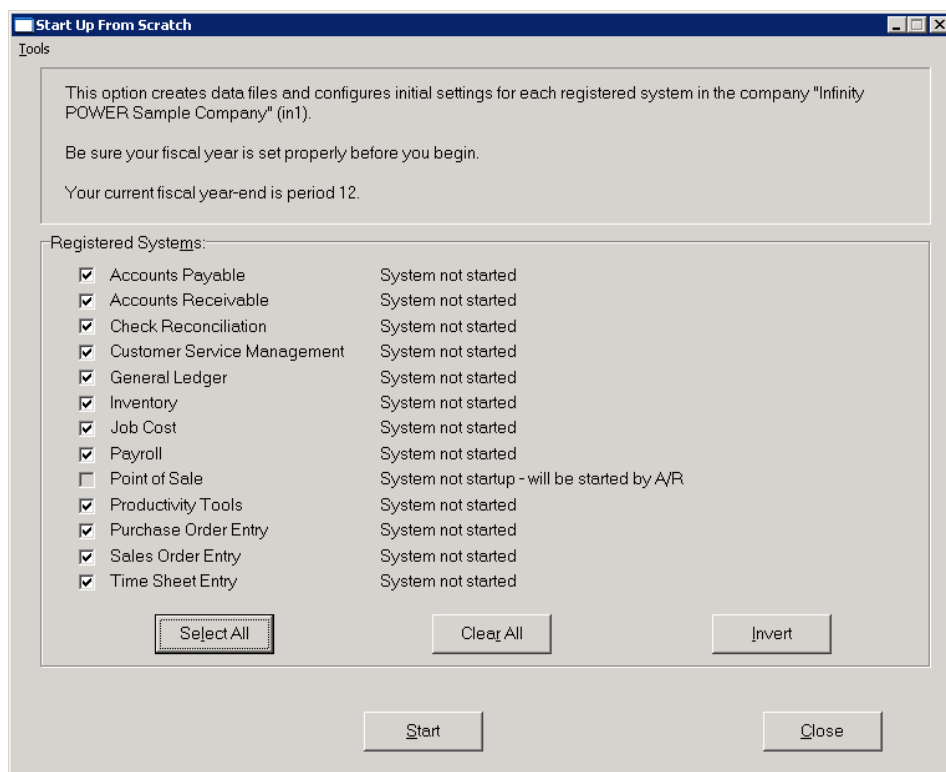 Start Up From Scratch
Tools
This option creates data files and configures initial settings for each registered system in the company "Infinity
POWER Sample Company" (in1).
Be sure your fiscal year is set properly before you begin.
Your current fiscal year-end is period 12.
Registered Systems:
Accounts Payable System not started
Accounts Receivable System not started
Check Reconciliation System not started
Customer Service Management System not started
General Ledger System not started
Inventory System not started
Job Cost System not started
Payroll System not started
Point of Sale System not startup - will be started by A/R
Productivity Tools System not started
Purchase Order Entry System not started
Sales Order Entry System not started
Time Sheet Entry System not started
Select All Clear All Invert
Start Close